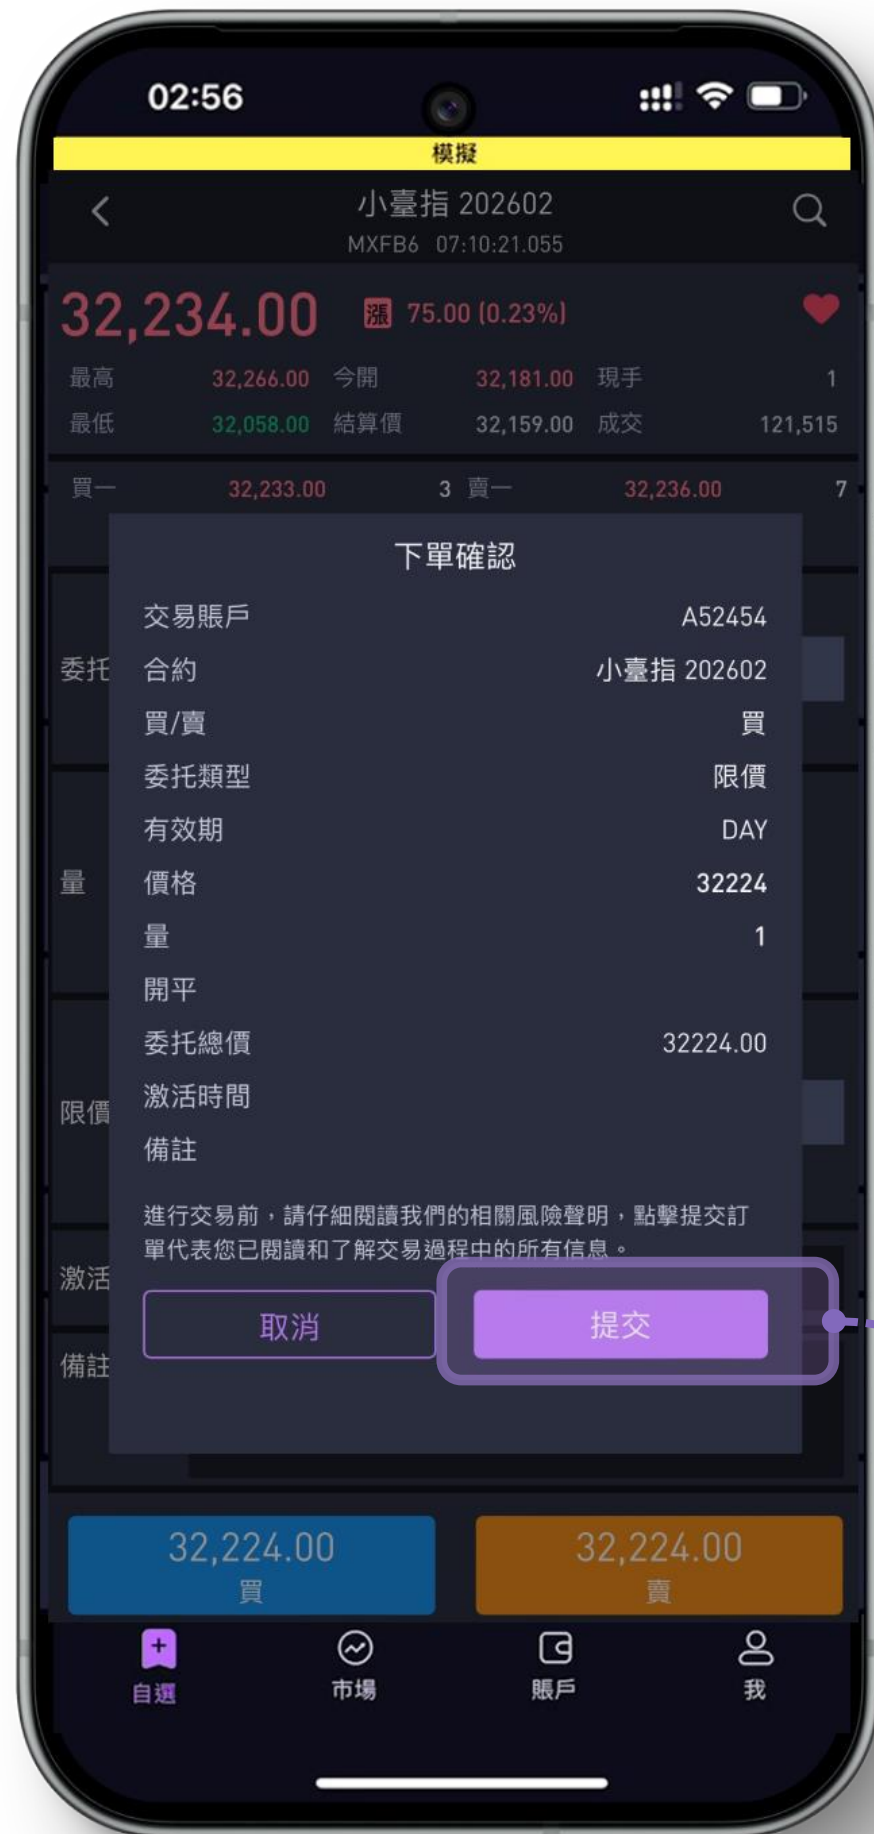 02:56
模擬
小臺指 202602
MXFB6 07:10:21.055
32,234.00 漲 75.00 (0.23%)
最高 32,266.00 今開 32,181.00 現手 1
最低 32,058.00 結算價 32,159.00 成交 121,515
買一 32,233.00 3 賣一 32,236.00 7
下單確認
交易賬戶 A52454
委托 合約 小臺指 202602
買/賣 買
委托類型 限價
有效期 DAY
量 價格 32224
量 1
開平
委托總價 32224.00
限價 激活時間
備註
進行交易前,請仔細閱讀我們的相關風險聲明,點擊提交訂
單代表您已閱讀和了解交易過程中的所有信息。
激活
取消 提交
備註
32,224.00 32,224.00
買 賣
自選 市場 賬戶 我